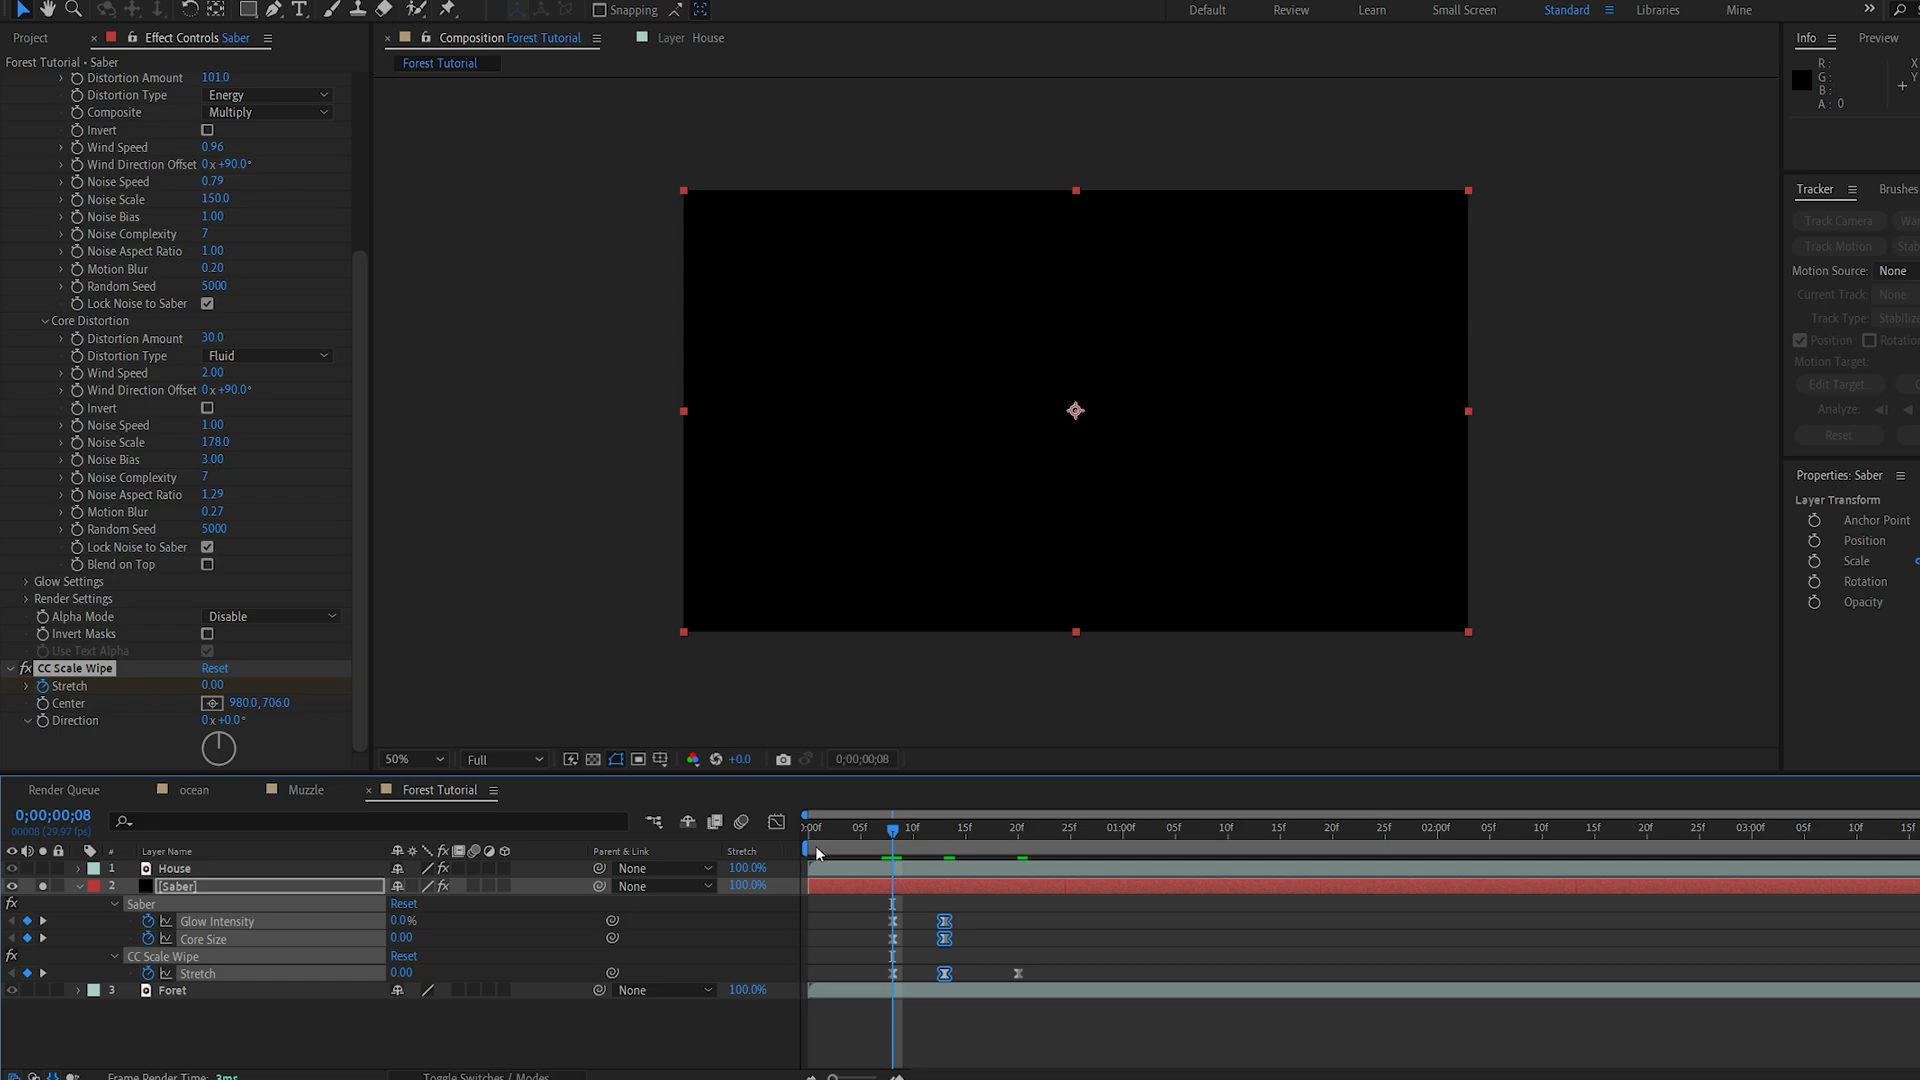 Snapping
Default
Review
Learn
Small Screen
Standard
Libraries
Mine
Project
Effect Controls Saber
Composition Forest Tutorial
Layer House
Info
Preview
Forest Tutorial • Saber
Forest Tutorial
Distortion Amount 101.0
Distortion Type Energy
Composite Multiply
Invert
Wind Speed 0.96
Wind Direction Offset 0 x +90.0°
Noise Speed 0.79
Noise Scale 150.0
Noise Bias 1.00
Noise Complexity 7
Noise Aspect Ratio 1.00
Motion Blur 0.20
Random Seed 5000
Lock Noise to Saber
Core Distortion
Distortion Amount 30.0
Distortion Type Fluid
Wind Speed 2.00
Wind Direction Offset 0 x +90.0°
Invert
Noise Speed 1.00
Noise Scale 178.0
Noise Bias 3.00
Noise Complexity 7
Noise Aspect Ratio 1.29
Motion Blur 0.27
Random Seed 5000
Lock Noise to Saber
Blend on Top
Glow Settings
Render Settings
Alpha Mode Disable
Invert Masks
Use Text Alpha
fx CC Scale Wipe Reset
Stretch 0.00
Center 980.0,706.0
Direction 0 x +0.0°
R:
G:
B:
A: 0
X
Y
Tracker
Brushes
Track Camera
Track Motion
Motion Source: None
Current Track: None
Track Type: Stabilize
Position
Motion Target:
Edit Target...
Analyze:
Reset
Properties: Saber
Layer Transform
Anchor Point
Position
Scale
Rotation
Opacity
50%
Full
+0.0
0;00;00;08
Render Queue
ocean
Muzzle
Forest Tutorial
0;00;00;08
00008 (29.97 fps)
0:00f 05f 10f 15f 20f 25f 01:00f 05f 10f 15f 20f 25f 02:00f 05f 10f 15f 20f 25f 03:00f 05f 10f 15f
# Layer Name fx Parent & Link Stretch
1 House fx None 100.0%
2 [Saber] fx None 100.0%
fx Saber Reset
Glow Intensity 0.0%
Core Size 0.00
fx CC Scale Wipe Reset
Stretch 0.00
3 Foret None 100.0%
Frame Render Time: 3ms
Toggle Switches / Modes